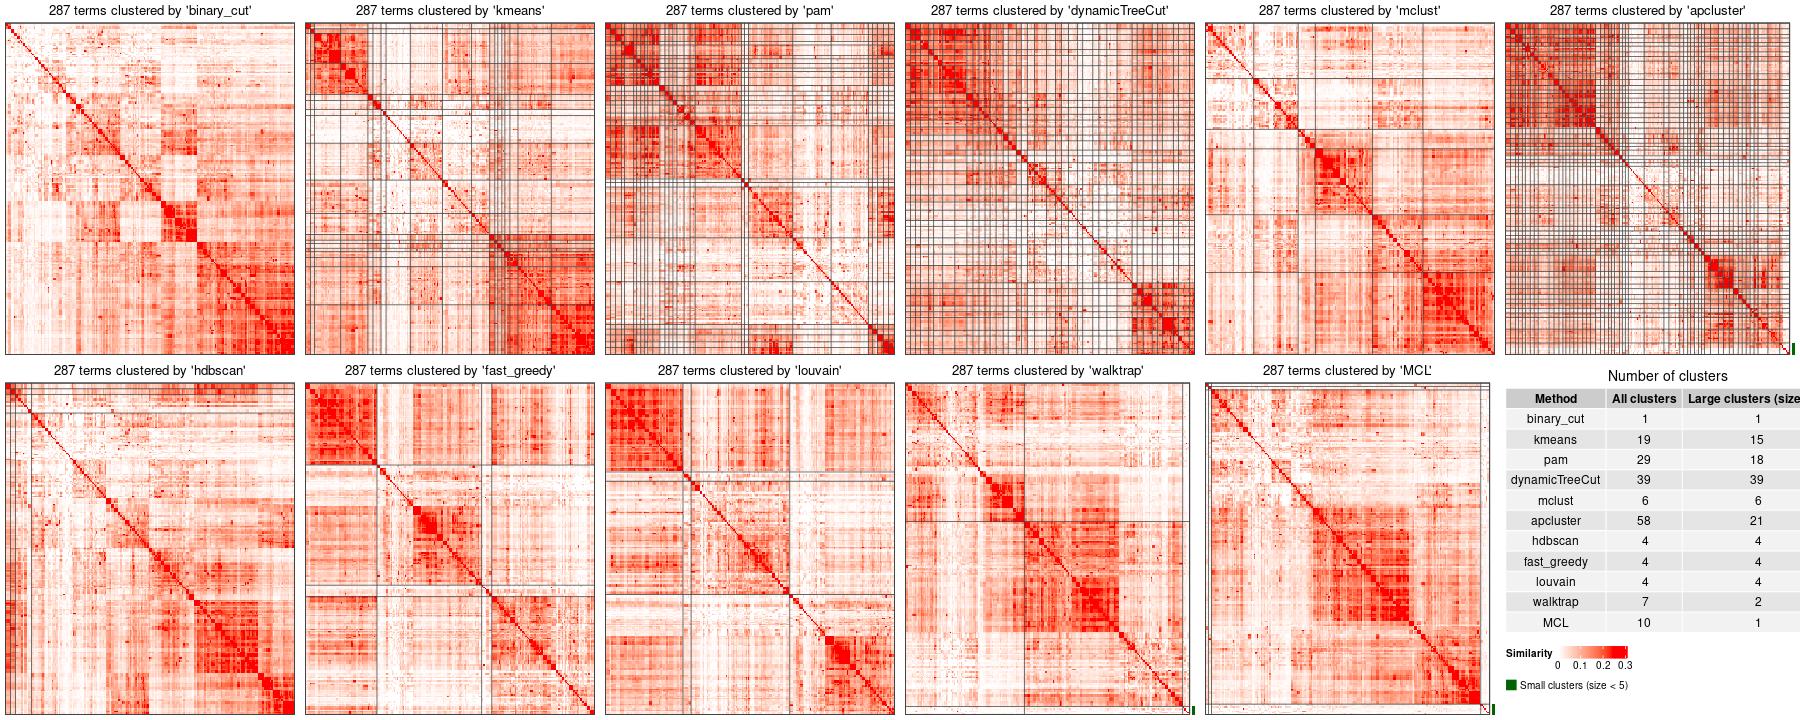 287 terms clustered by 'binary_cut'
287 terms clustered by 'kmeans'
287 terms clustered by 'pam'
287 terms clustered by 'dynamicTreeCut'
287 terms clustered by 'mclust'
287 terms clustered by 'apcluster'
287 terms clustered by 'hdbscan'
287 terms clustered by 'fast_greedy'
287 terms clustered by 'louvain'
287 terms clustered by 'walktrap'
287 terms clustered by 'MCL'
Number of clusters
Method All clusters Large clusters (size
binary_cut 1 1
kmeans 19 15
pam 29 18
dynamicTreeCut 39 39
mclust 6 6
apcluster 58 21
hdbscan 4 4
fast_greedy 4 4
louvain 4 4
walktrap 7 2
MCL 10 1
Similarity
0 0.1 0.2 0.3
Small clusters (size < 5)